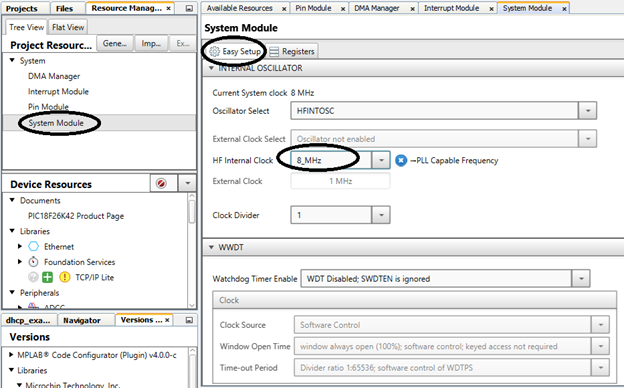 Projects Files Resource Manag...
Tree View Flat View
Project Resourc... Gene... Imp... Ex...
System
DMA Manager
Interrupt Module
Pin Module
System Module
Device Resources
Documents
PIC18F26K42 Product Page
Libraries
Ethernet
Foundation Services
TCP/IP Lite
Peripherals
ADCC
dhcp_exa... Navigator Versions ...
Versions
MPLAB® Code Configurator (Plugin) v4.0.0-c
Libraries
Microchip Technology, Inc.
Available Resources Pin Module DMA Manager Interrupt Module System Module
System Module
Easy Setup Registers
INTERNAL OSCILLATOR
Current System clock 8 MHz
Oscillator Select HFINTOSC
External Clock Select Oscillator not enabled
HF Internal Clock 8_MHz →PLL Capable Frequency
External Clock 1 MHz
Clock Divider 1
WWDT
Watchdog Timer Enable WDT Disabled; SWDTEN is ignored
Clock
Clock Source Software Control
Window Open Time window always open (100%); software control; keyed access not required
Time-out Period Divider ratio 1:65536; software control of WDTPS